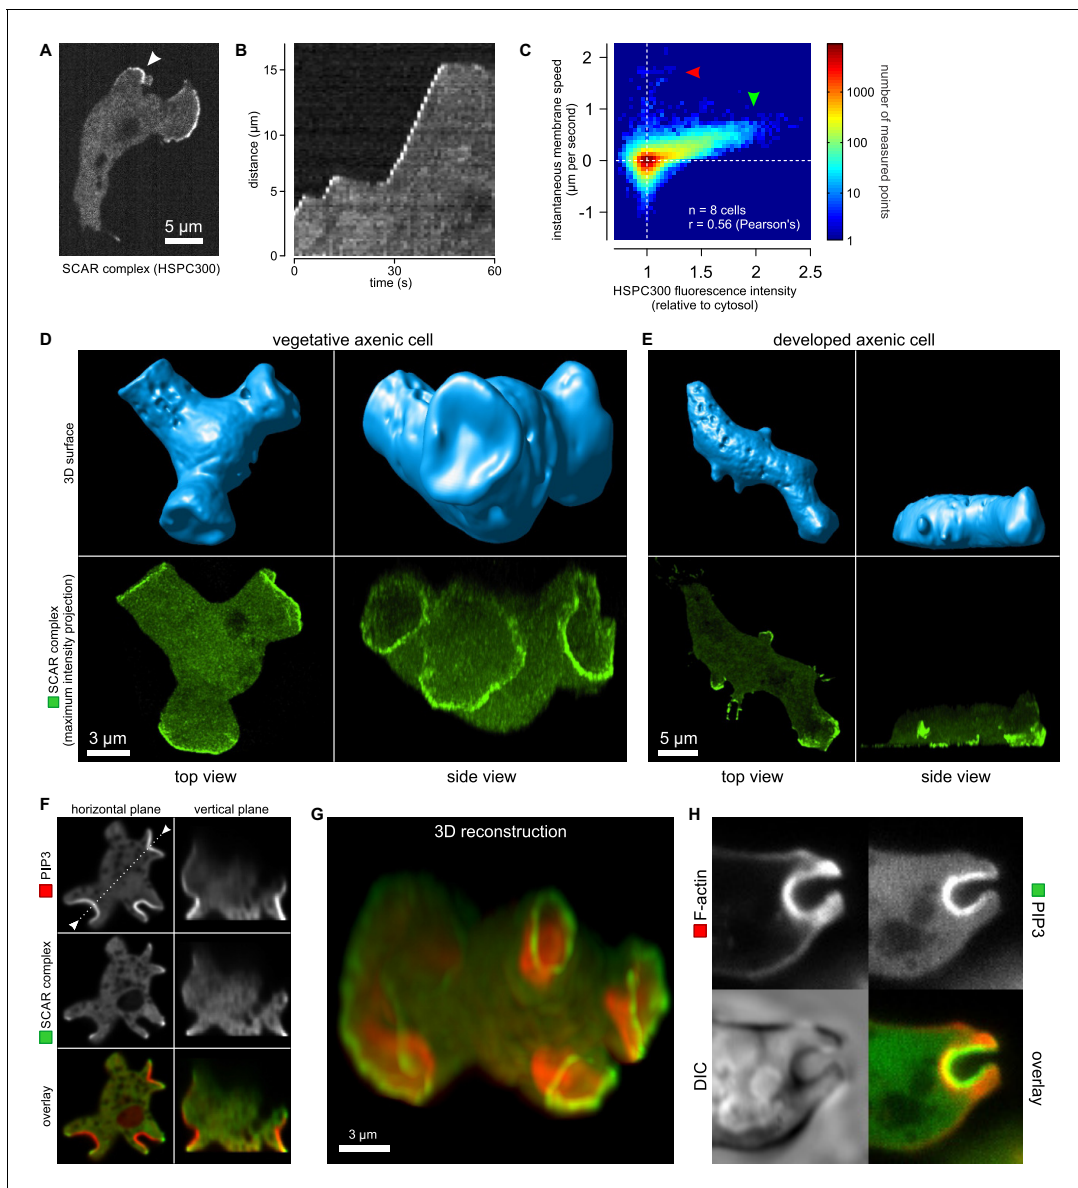 A
5 µm
SCAR complex (HSPC300)
B
distance (µm)
15
10
5
0
0
30
60
time (s)
C
instantaneous membrane speed
(µm per second)
2
1
0
-1
n = 8 cells
r = 0.56 (Pearson's)
1
1.5
2
2.5
HSPC300 fluorescence intensity
(relative to cytosol)
1000
100
10
1
number of measured points
D
vegetative axenic cell
3D surface
SCAR complex
(maximum intensity projection)
3 µm
top view
side view
E
developed axenic cell
5 µm
top view
side view
F
horizontal plane
vertical plane
PIP3
SCAR complex
overlay
G
3D reconstruction
3 µm
H
F-actin
PIP3
DIC
overlay